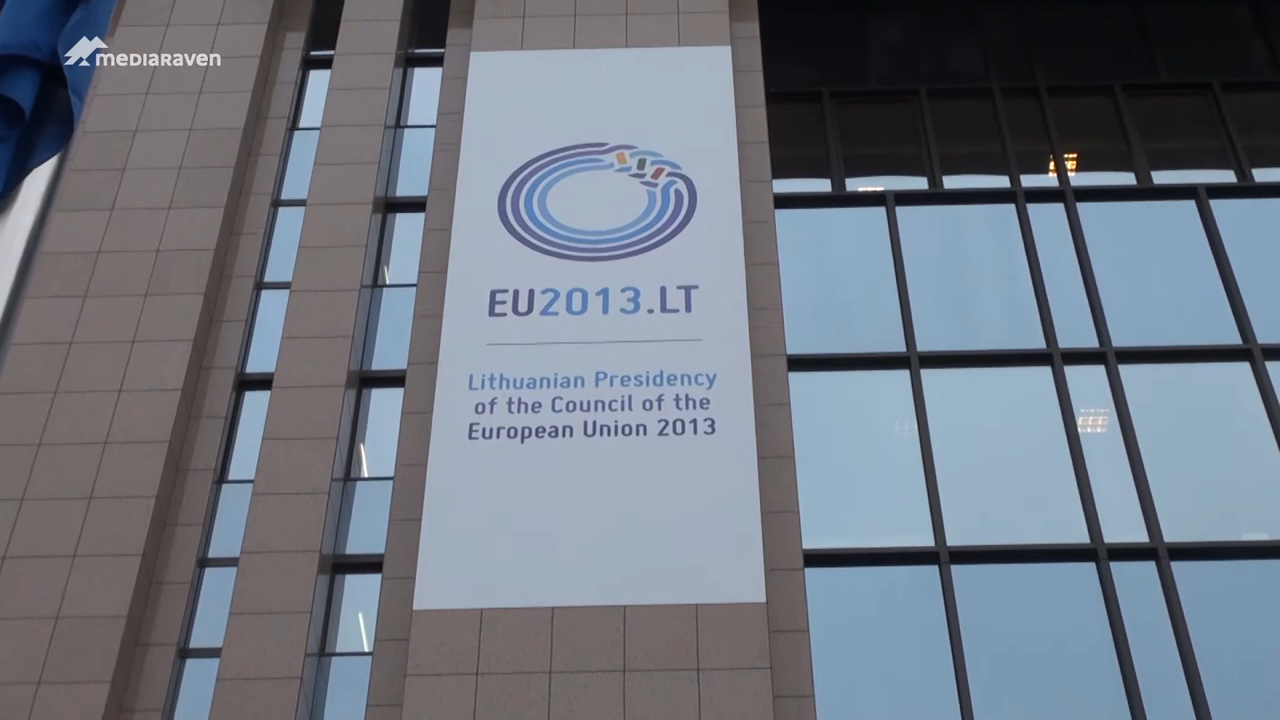 mediaraven
EU2013.LT
Lithuanian Presidency
of the Council of the
European Union 2013